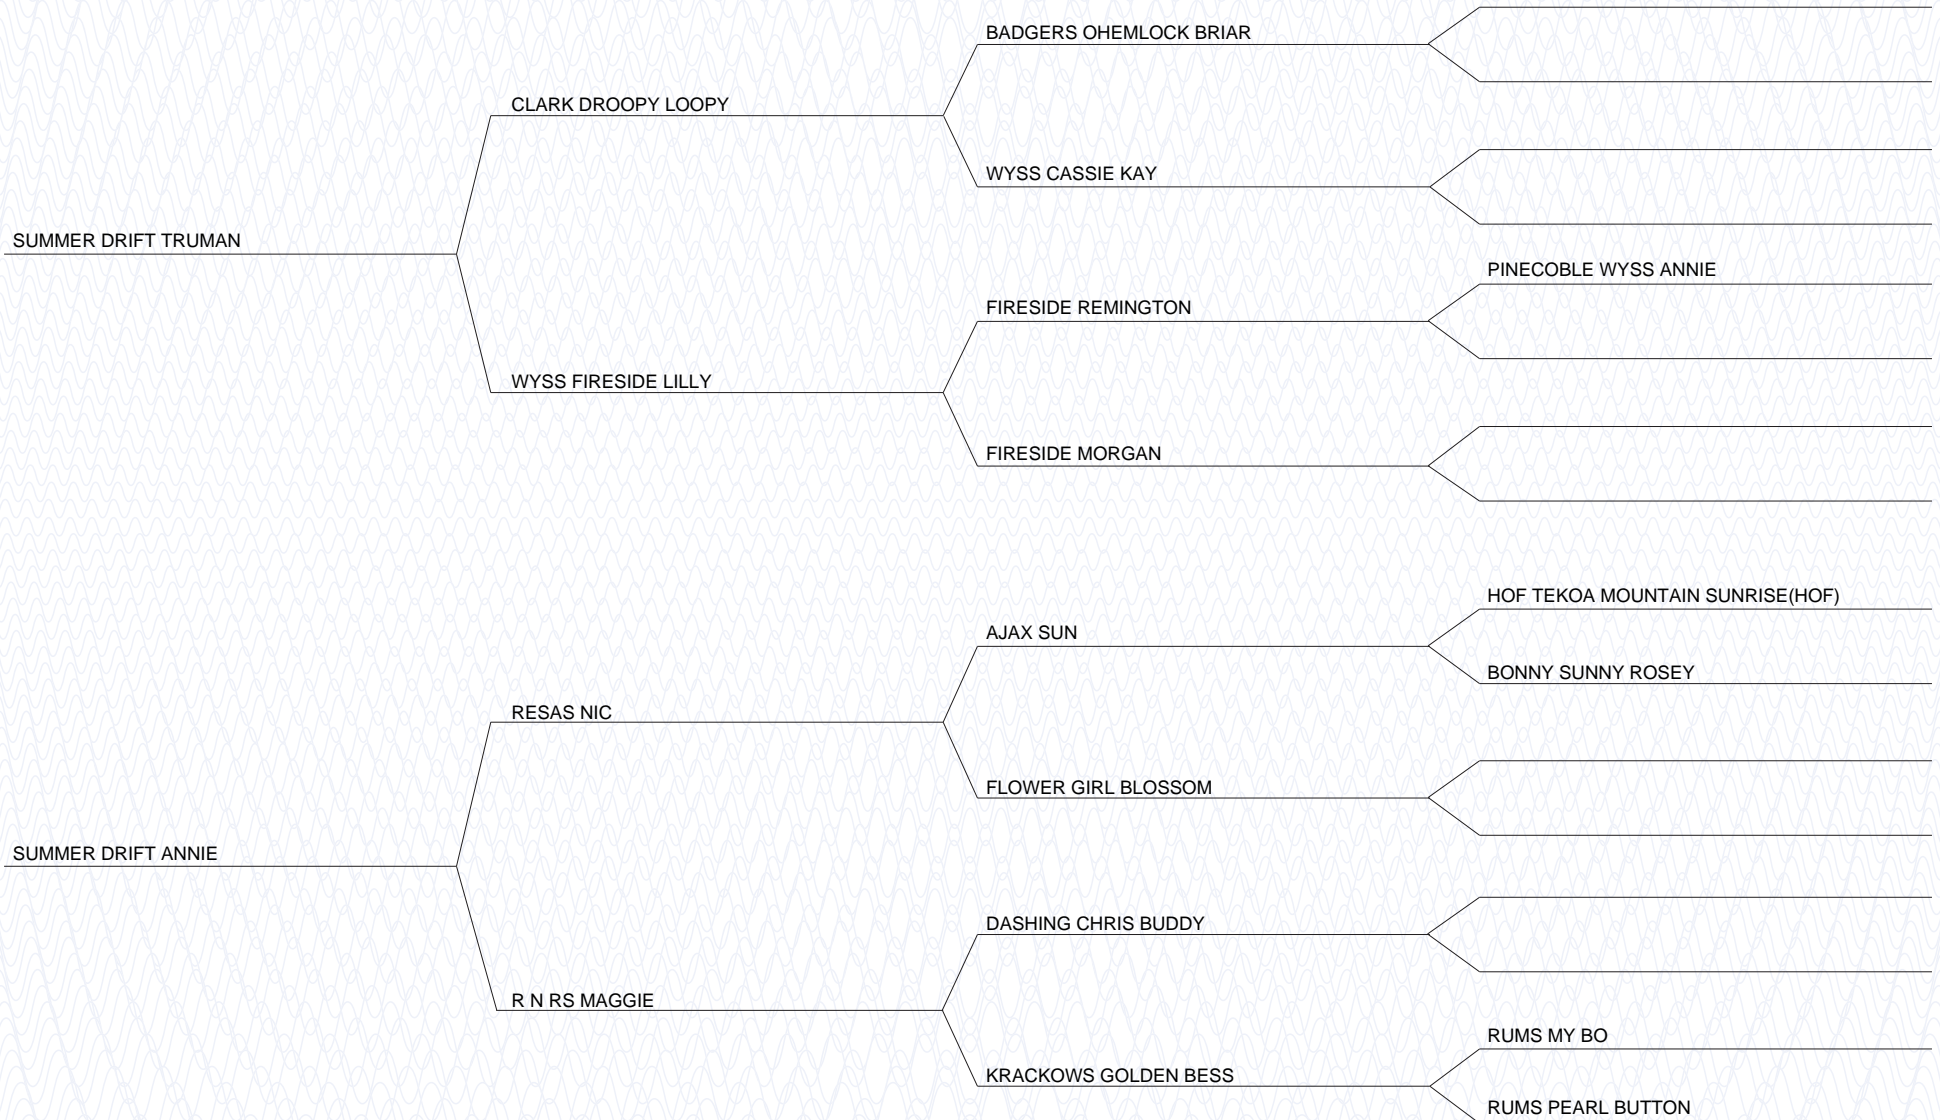 BADGERS OHEMLOCK BRIAR
CLARK DROOPY LOOPY
WYSS CASSIE KAY
SUMMER DRIFT TRUMAN
PINECOBLE WYSS ANNIE
FIRESIDE REMINGTON
WYSS FIRESIDE LILLY
FIRESIDE MORGAN
HOF TEKOA MOUNTAIN SUNRISE(HOF)
AJAX SUN
BONNY SUNNY ROSEY
RESAS NIC
FLOWER GIRL BLOSSOM
SUMMER DRIFT ANNIE
DASHING CHRIS BUDDY
R N RS MAGGIE
RUMS MY BO
KRACKOWS GOLDEN BESS
RUMS PEARL BUTTON